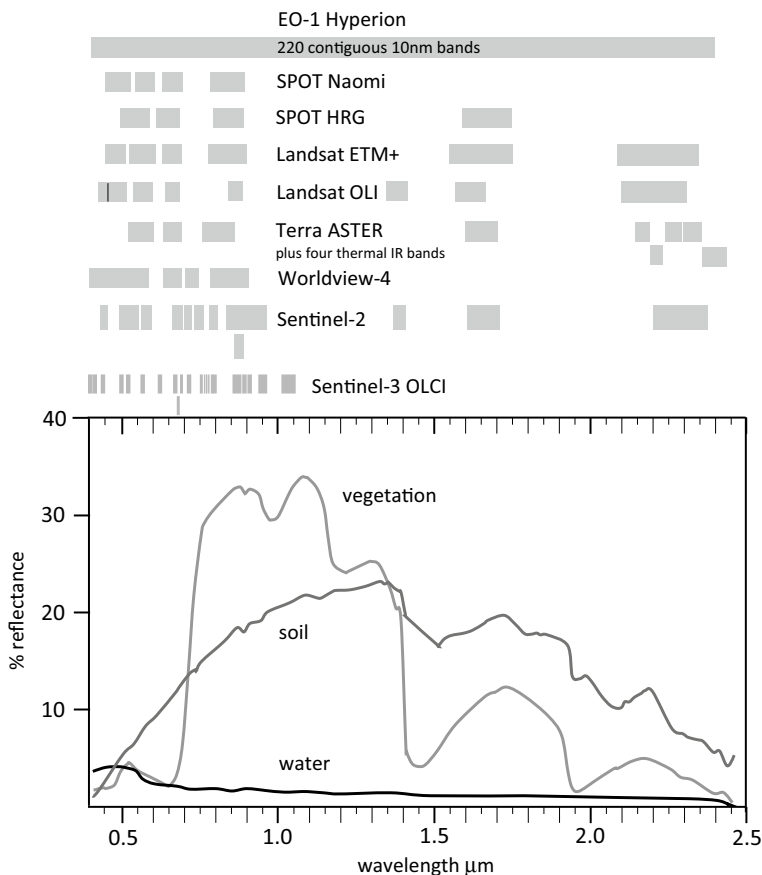 EO-1 Hyperion
220 contiguous 10nm bands
SPOT Naomi
SPOT HRG
Landsat ETM+
Landsat OLI
Terra ASTER
plus four thermal IR bands
Worldview-4
Sentinel-2
Sentinel-3 OLCI
40
30
20
10
% reflectance
vegetation
soil
water
0.5
1.0
1.5
2.0
2.5
wavelength μm